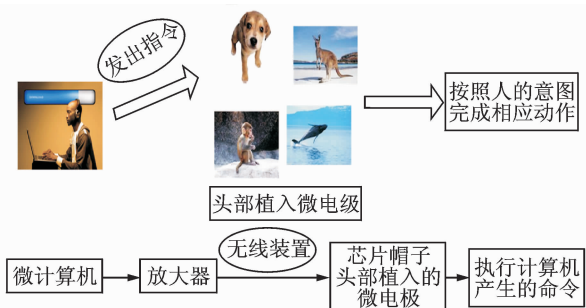 发出指令
按照人的意图
完成相应动作
头部植入微电级
无线装置
微计算机
放大器
芯片帽子
头部植入的
微电极
执行计算机
产生的命令